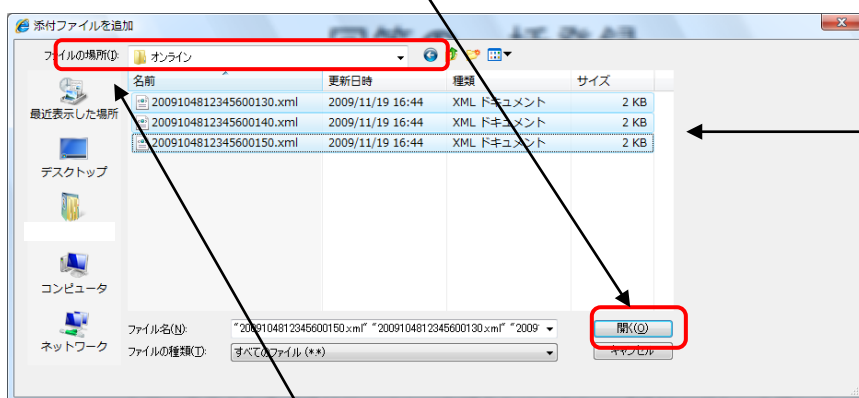 添付ファイルを追加
ファイルの場所(I): オンライン
名前 更新日時 種類 サイズ
2009104812345600130.xml 2009/11/19 16:44 XML ドキュメント 2 KB
2009104812345600140.xml 2009/11/19 16:44 XML ドキュメント 2 KB
2009104812345600150.xml 2009/11/19 16:44 XML ドキュメント 2 KB
最近表示した場所
デスクトップ
コンピュータ
ネットワーク
ファイル名(N): "2009104812345600150.xml" "2009104812345600130.xml" "2009 開く(O)
ファイルの種類(T): すべてのファイル (*.*) キャンセル